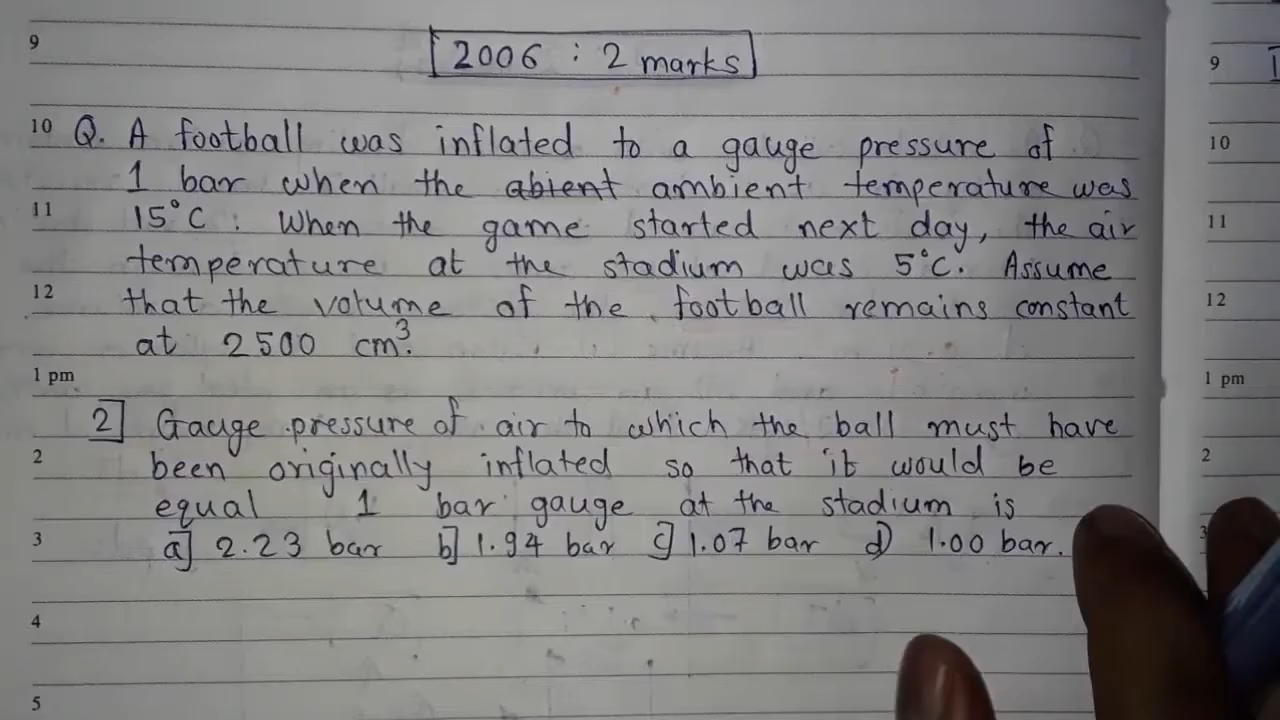 9
2006 : 2 marks
9
10 Q. A football was inflated to a gauge pressure of
10
1 bar when the abient ambient temperature was
11 15°C. When the game started next day, the air
11
temperature at the stadium was 5°C. Assume
12 that the volume of the football remains constant
12
at 2500 cm³.
1 pm
1 pm
2] Gauge pressure of air to which the ball must have
2 been originally inflated so that it would be
2
equal 1 bar gauge at the stadium is
3 a] 2.23 bar b] 1.94 bar c] 1.07 bar d) 1.00 bar.
3
4
5